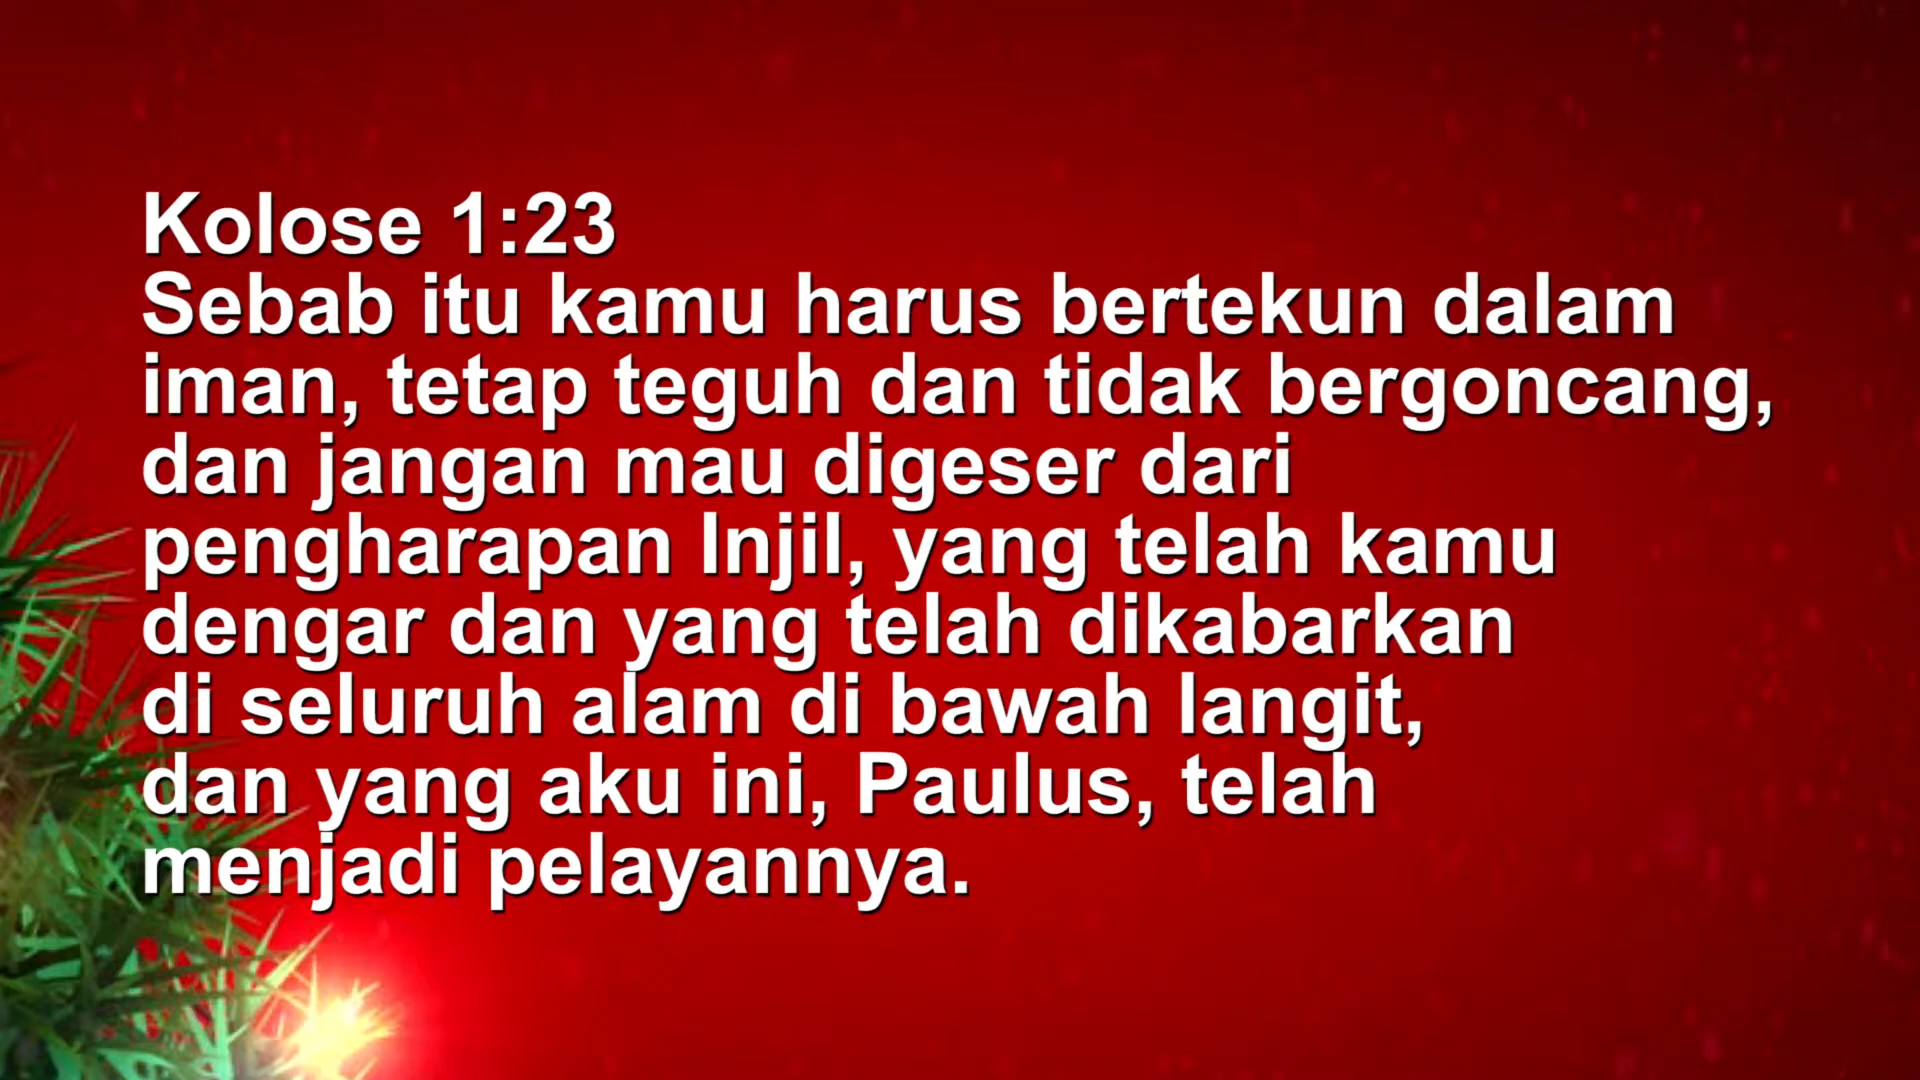 Kolose 1:23
Sebab itu kamu harus bertekun dalam
iman, tetap teguh dan tidak bergoncang,
dan jangan mau digeser dari
pengharapan Injil, yang telah kamu
dengar dan yang telah dikabarkan
di seluruh alam di bawah langit,
dan yang aku ini, Paulus, telah
menjadi pelayannya.